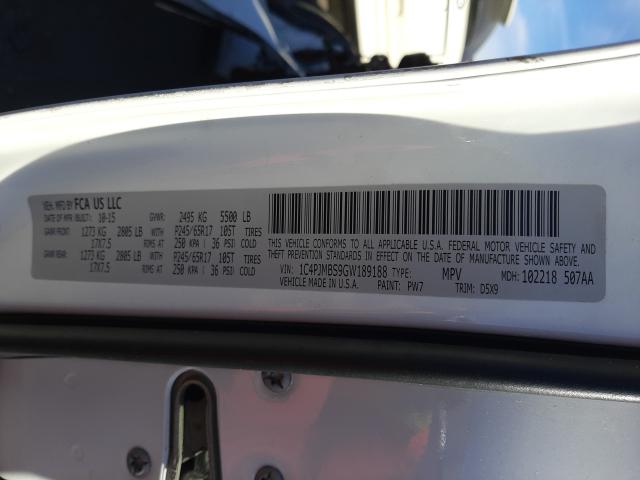 VEH. MFD BY FCA US LLC
DATE OF MFR (BUILT): 10-15 GVWR: 2495 KG 5500 LB
GAWR FRONT: 1273 KG 2805 LB P245/65R17 105T TIRES
17X7.5 RIMS AT 250 KPA ( 36 PSI) COLD
GAWR REAR: 1273 KG 2805 LB P245/65R17 105T TIRES
17X7.5 RIMS AT 250 KPA ( 36 PSI) COLD
THIS VEHICLE CONFORMS TO ALL APPLICABLE U.S.A. FEDERAL MOTOR VEHICLE SAFETY
AND THEFT PREVENTION STANDARDS IN EFFECT ON THE DATE OF MANUFACTURE SHOWN ABOVE.
VIN: 1C4PJMBS9GW189188 TYPE: MPV MDH: 102218 507AA
MADE IN U.S.A. PAINT: PW7 TRIM: D5X9